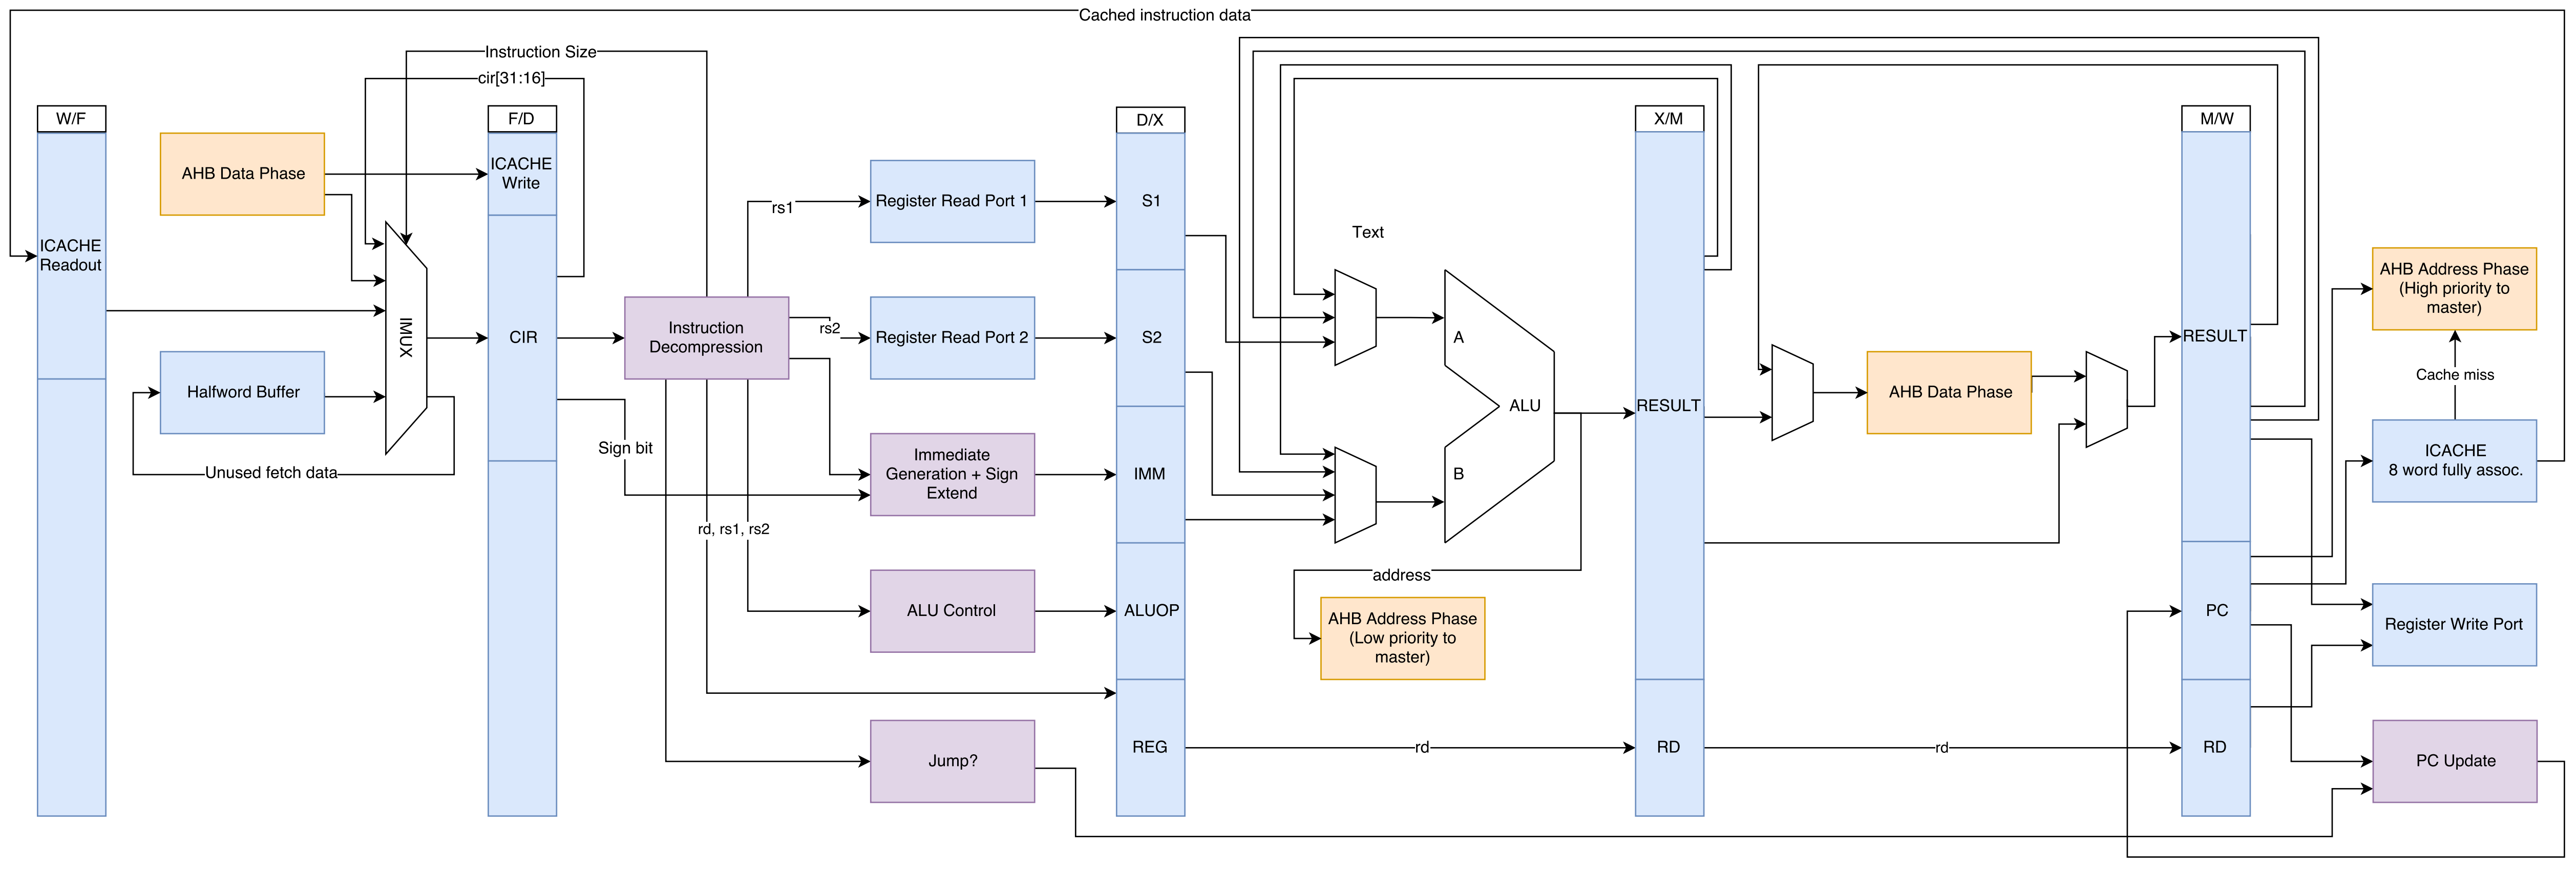 Cached instruction data
Instruction Size
cir[31:16]
W/F
F/D
D/X
X/M
M/W
AHB Data Phase
ICACHE
Write
ICACHE
Readout
IMUX
CIR
Halfword Buffer
Unused fetch data
Instruction
Decompression
Sign bit
rs1
rs2
rd, rs1, rs2
Register Read Port 1
Register Read Port 2
Immediate
Generation + Sign
Extend
ALU Control
Jump?
S1
S2
IMM
ALUOP
REG
Text
A
B
ALU
address
AHB Address Phase
(Low priority to
master)
rd
RESULT
RD
AHB Data Phase
rd
RESULT
PC
RD
AHB Address Phase
(High priority to
master)
Cache miss
ICACHE
8 word fully assoc.
Register Write Port
PC Update